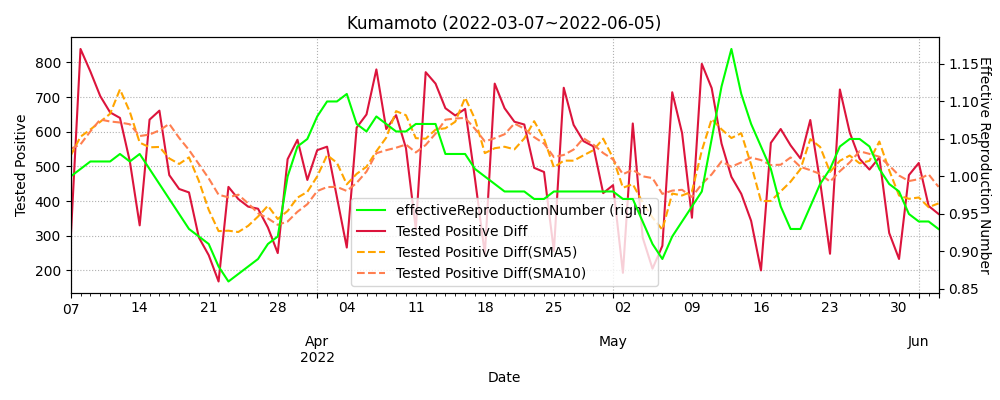 Kumamoto (2022-03-07~2022-06-05)
Tested Positive
800
700
600
500
400
300
200
1.15
1.10
1.05
1.00
0.95
0.90
0.85
Effective Reproduction Number
effectiveReproductionNumber (right)
Tested Positive Diff
Tested Positive Diff(SMA5)
Tested Positive Diff(SMA10)
07 14 21 28 04 11 18 25 02 09 16 23 30
Apr May Jun
2022
Date